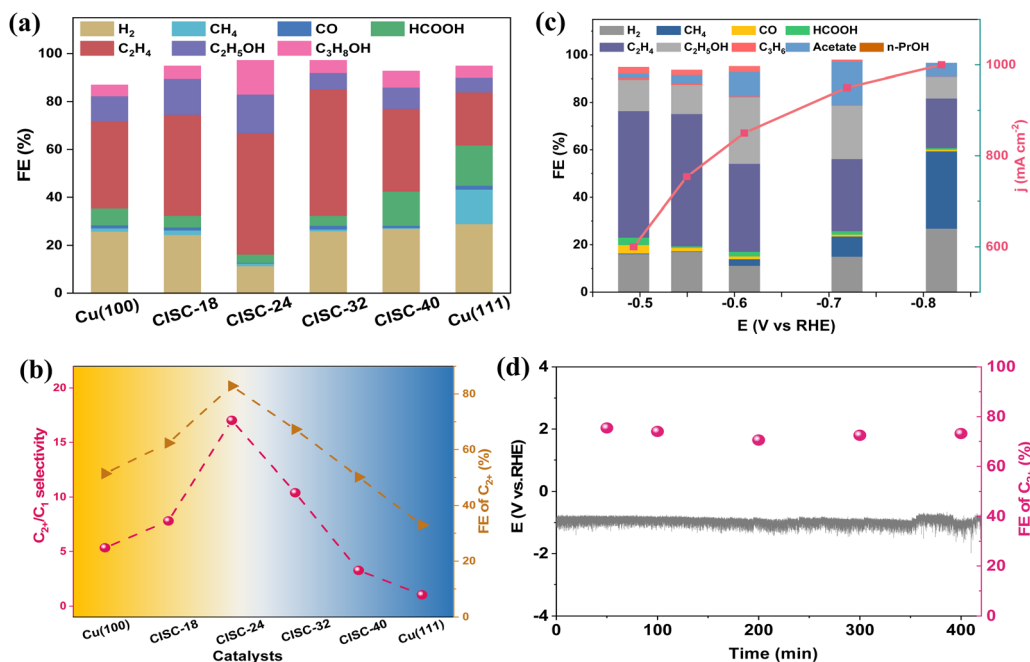 (a)
H₂ CH₄ CO HCOOH
C₂H₄ C₂H₅OH C₃H₈OH
FE (%)
100
80
60
40
20
0
Cu(100) CISC-18 CISC-24 CISC-32 CISC-40 Cu(111)
(c)
H₂ CH₄ CO HCOOH
C₂H₄ C₂H₅OH C₃H₆ Acetate n-PrOH
FE (%)
100
80
60
40
20
0
-0.5 -0.6 -0.7 -0.8
E (V vs RHE)
1000
800
600
j (mA cm⁻²)
(b)
C₂₊/C₁ selectivity
20
15
10
5
0
Cu(100) CISC-18 CISC-24 CISC-32 CISC-40 Cu(111)
Catalysts
80
60
40
20
0
FE of C₂₊ (%)
(d)
E (V vs.RHE)
4
2
0
-2
-4
0 100 200 300 400
Time (min)
100
80
60
40
20
0
FE of C₂₊ (%)